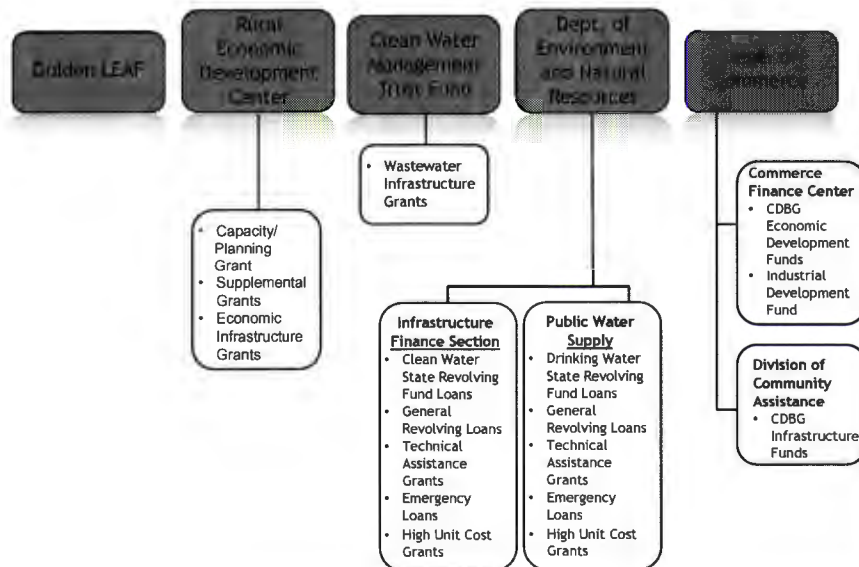 Golden LEAF
Rural
Economic
Development
Center
Clean Water
Management
Trust Fund
Dept. of
Environment
and Natural
Resources
Commerce
• Capacity/
Planning
Grant
• Supplemental
Grants
• Economic
Infrastructure
Grants
• Wastewater
Infrastructure
Grants
Infrastructure
Finance Section
• Clean Water
State Revolving
Fund Loans
• General
Revolving Loans
• Technical
Assistance
Grants
• Emergency
Loans
• High Unit Cost
Grants
Public Water
Supply
• Drinking Water
State Revolving
Fund Loans
• General
Revolving Loans
• Technical
Assistance
Grants
• Emergency
Loans
• High Unit Cost
Grants
Commerce
Finance Center
• CDBG
Economic
Development
Funds
• Industrial
Development
Fund
Division of
Community
Assistance
• CDBG
Infrastructure
Funds